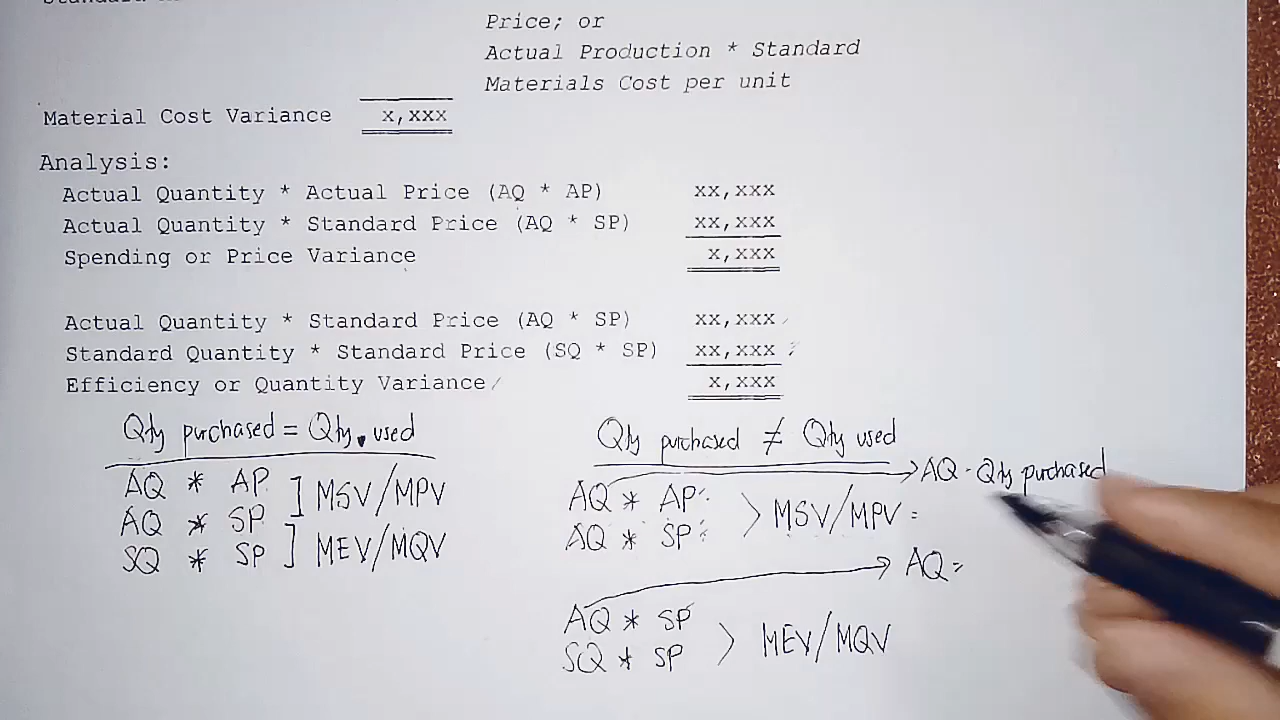 Price; or
Actual Production * Standard
Materials Cost per unit
Material Cost Variance x,xxx
Analysis:
Actual Quantity * Actual Price (AQ * AP) xx,xxx
Actual Quantity * Standard Price (AQ * SP) xx,xxx
Spending or Price Variance x,xxx
Actual Quantity * Standard Price (AQ * SP) xx,xxx
Standard Quantity * Standard Price (SQ * SP) xx,xxx
Efficiency or Quantity Variance x,xxx
Qty purchased = Qty. used
AQ * AP
AQ * SP
SQ * SP
] MSV/MPV
] MEV/MQV
Qty purchased ≠ Qty used
AQ - Qty purchased
AQ * AP
AQ * SP
> MSV/MPV =
AQ =
AQ * SP
SQ * SP
> MEV/MQV